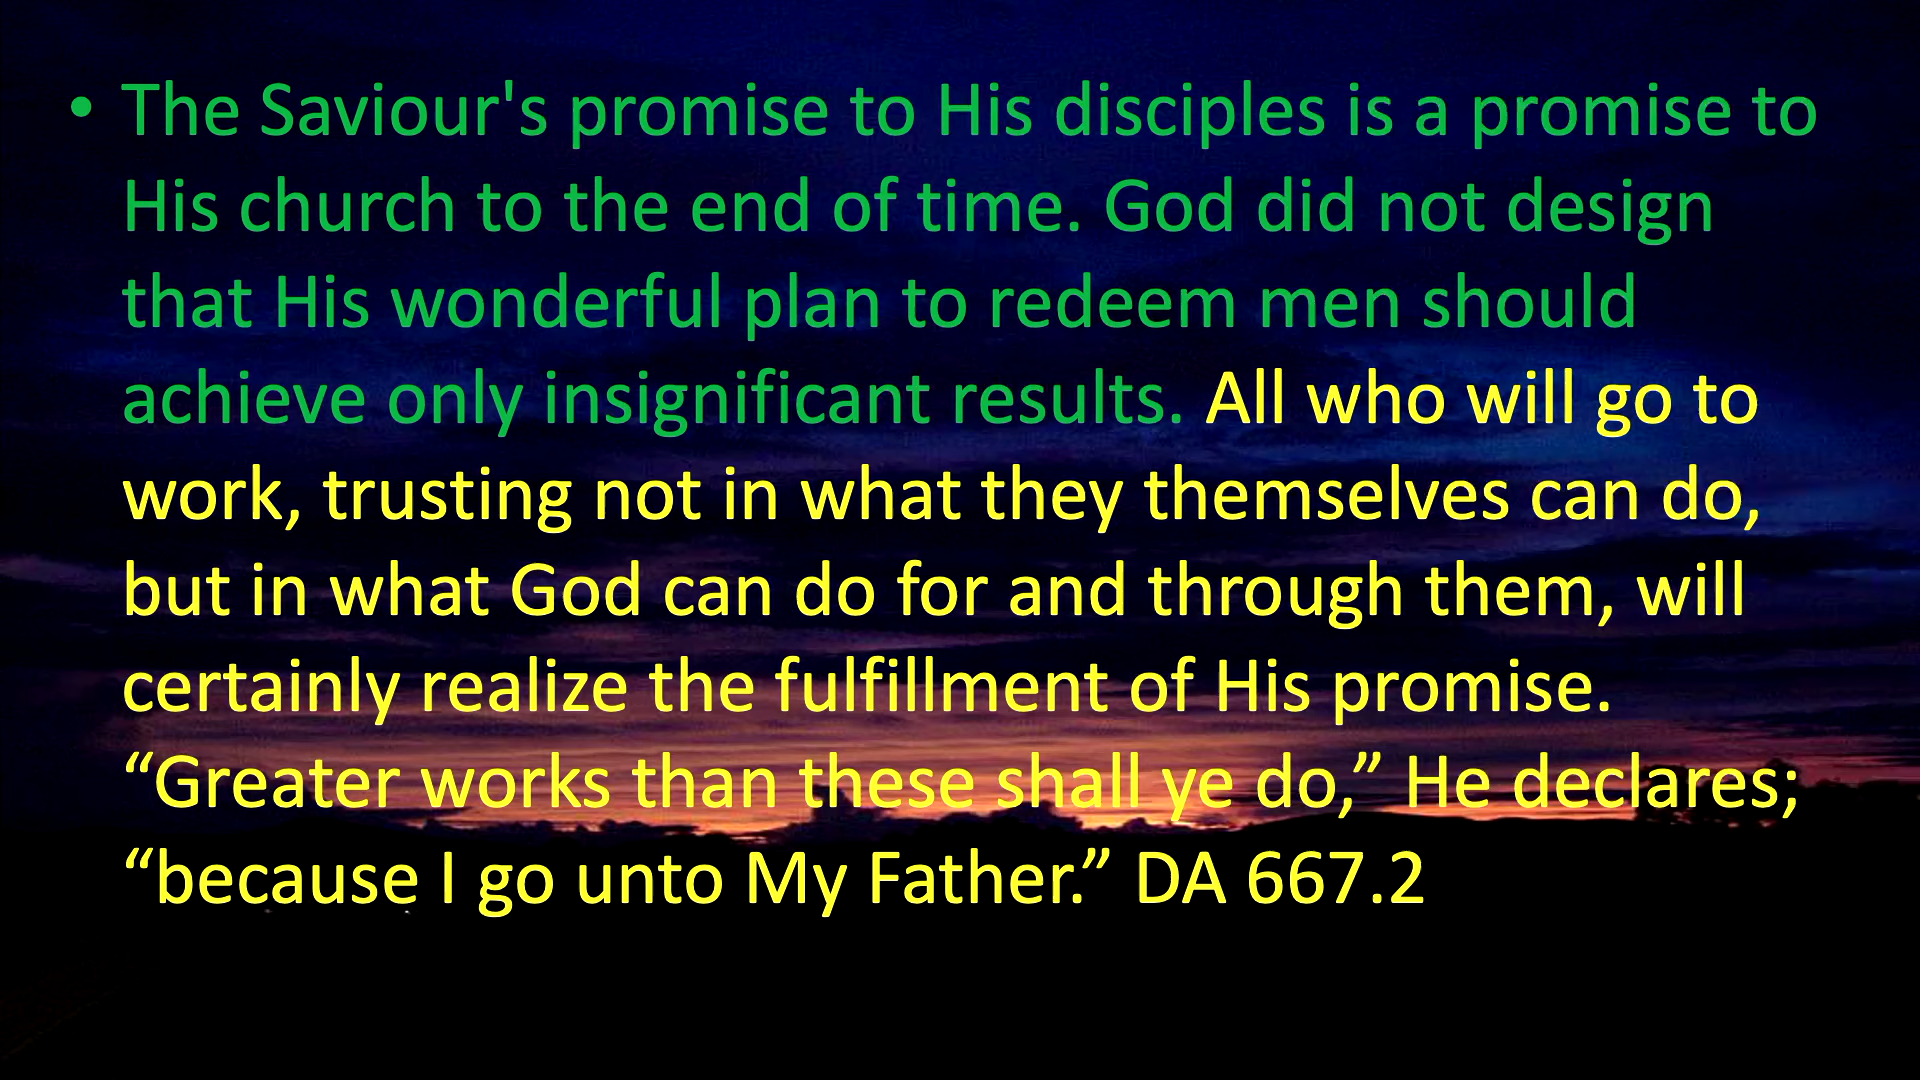 • The Saviour's promise to His disciples is a promise to
His church to the end of time. God did not design
that His wonderful plan to redeem men should
achieve only insignificant results. All who will go to
work, trusting not in what they themselves can do,
but in what God can do for and through them, will
certainly realize the fulfillment of His promise.
“Greater works than these shall ye do,” He declares;
“because I go unto My Father.” DA 667.2